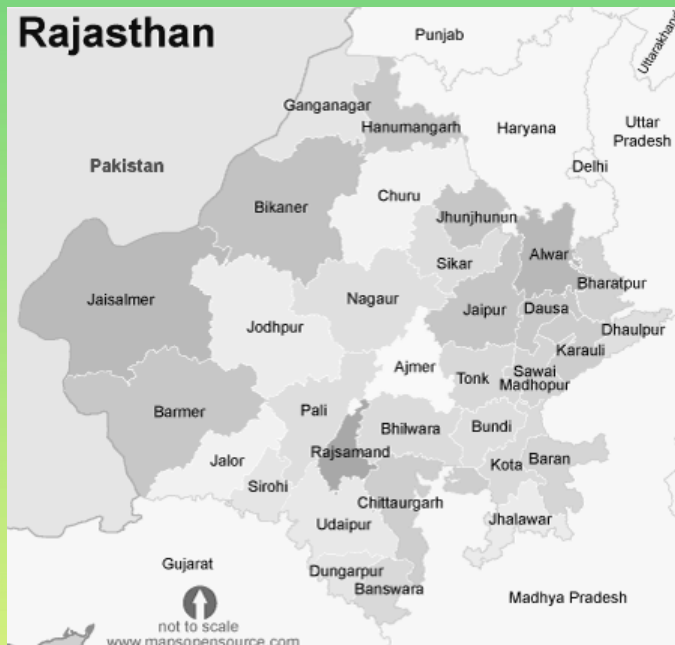 Rajasthan
Punjab
Uttarakhand
Ganganagar
Hanumangarh
Haryana
Uttar
Pradesh
Pakistan
Delhi
Churu
Bikaner
Jhunjhunun
Sikar
Alwar
Bharatpur
Jaisalmer
Nagaur
Jaipur
Dausa
Jodhpur
Dhaulpur
Karauli
Ajmer
Tonk
Sawai
Madhopur
Barmer
Pali
Bhilwara
Bundi
Rajsamand
Jalor
Kota
Baran
Sirohi
Chittaurgarh
Udaipur
Jhalawar
Gujarat
Dungarpur
Banswara
Madhya Pradesh
not to scale
www.mapsopensource.com